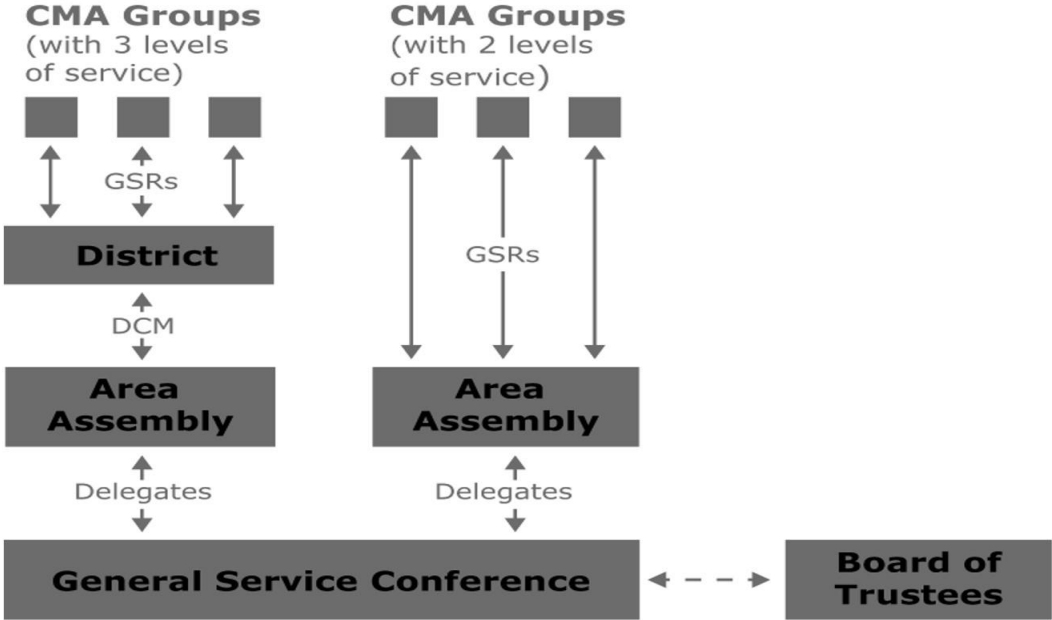 CMA Groups
(with 3 levels
of service)
CMA Groups
(with 2 levels
of service)
GSRs
District
GSRs
DCM
Area
Assembly
Area
Assembly
Delegates
Delegates
General Service Conference
Board of
Trustees